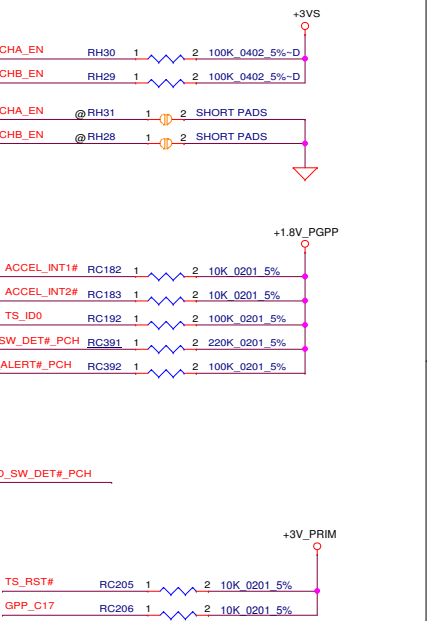 +3VS
CHA_EN RH30 1 2 100K_0402_5%~D
CHB_EN RH29 1 2 100K_0402_5%~D
CHA_EN @ RH31 1 2 SHORT PADS
CHB_EN @ RH28 1 2 SHORT PADS
+1.8V_PGPP
ACCEL_INT1# RC182 1 2 10K_0201_5%
ACCEL_INT2# RC183 1 2 10K_0201_5%
TS_ID0 RC192 1 2 100K_0201_5%
SW_DET#_PCH RC391 1 2 220K_0201_5%
ALERT#_PCH RC392 1 2 100K_0201_5%
O_SW_DET#_PCH
+3V_PRIM
TS_RST# RC205 1 2 10K_0201_5%
GPP_C17 RC206 1 2 10K_0201_5%